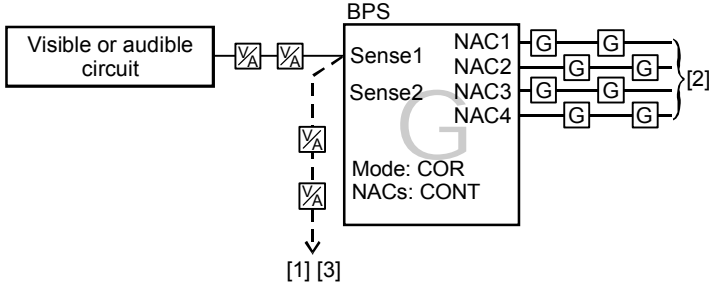 BPS
Visible or audible
circuit
V/A V/A
Sense1
Sense2
NAC1 G G
NAC2 G G
NAC3 G G
NAC4 G G
[2]
G
V/A
V/A
Mode: COR
NACs: CONT
[1] [3]